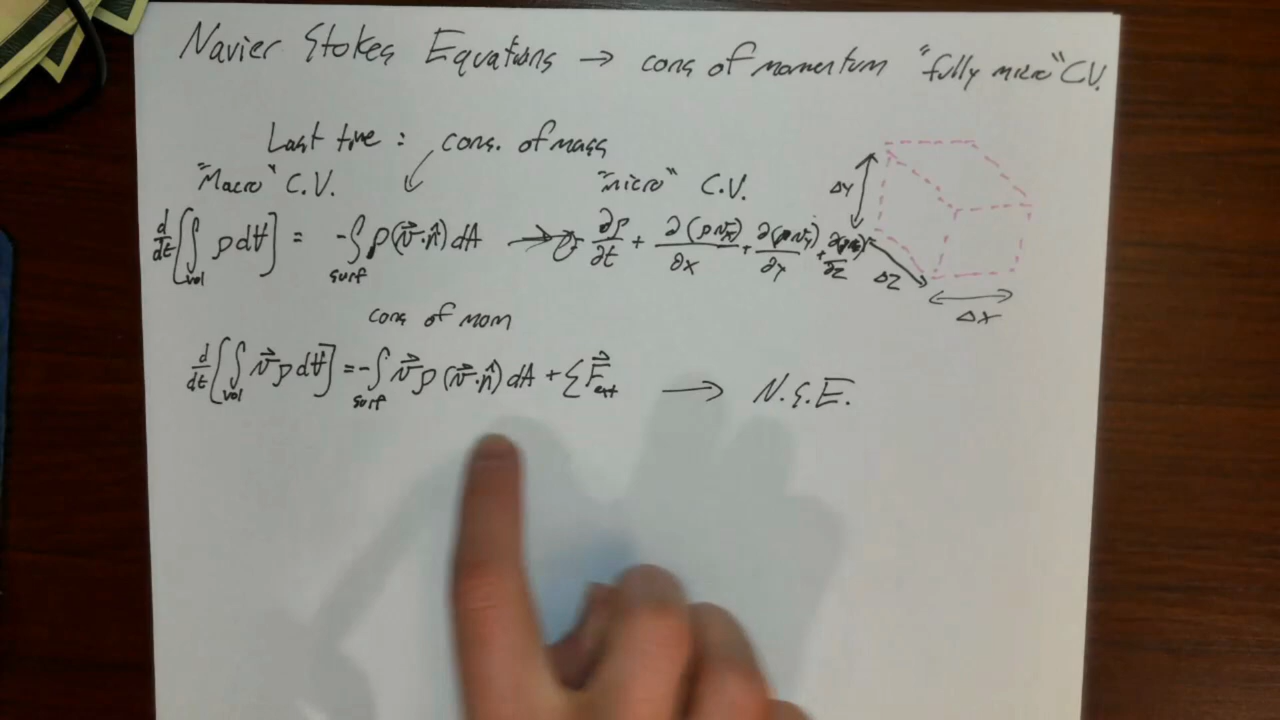 Navier Stokes Equations → cons of momentum "fully micro" C.V.
Last time : cons. of mass
"Macro" C.V. "micro" C.V.
d/dt[∫vol ρ dV] = -∫surf ρ(v⃗·n̂) dA → 0= ∂ρ/∂t + ∂(ρvx)/∂x + ∂(ρvy)/∂y + ∂(ρvz)/∂z
ΔY
ΔZ
ΔX
cons of mom
d/dt[∫vol v⃗ρ dV] = -∫surf v⃗ρ(v⃗·n̂) dA + Σ F⃗ext → N.S.E.